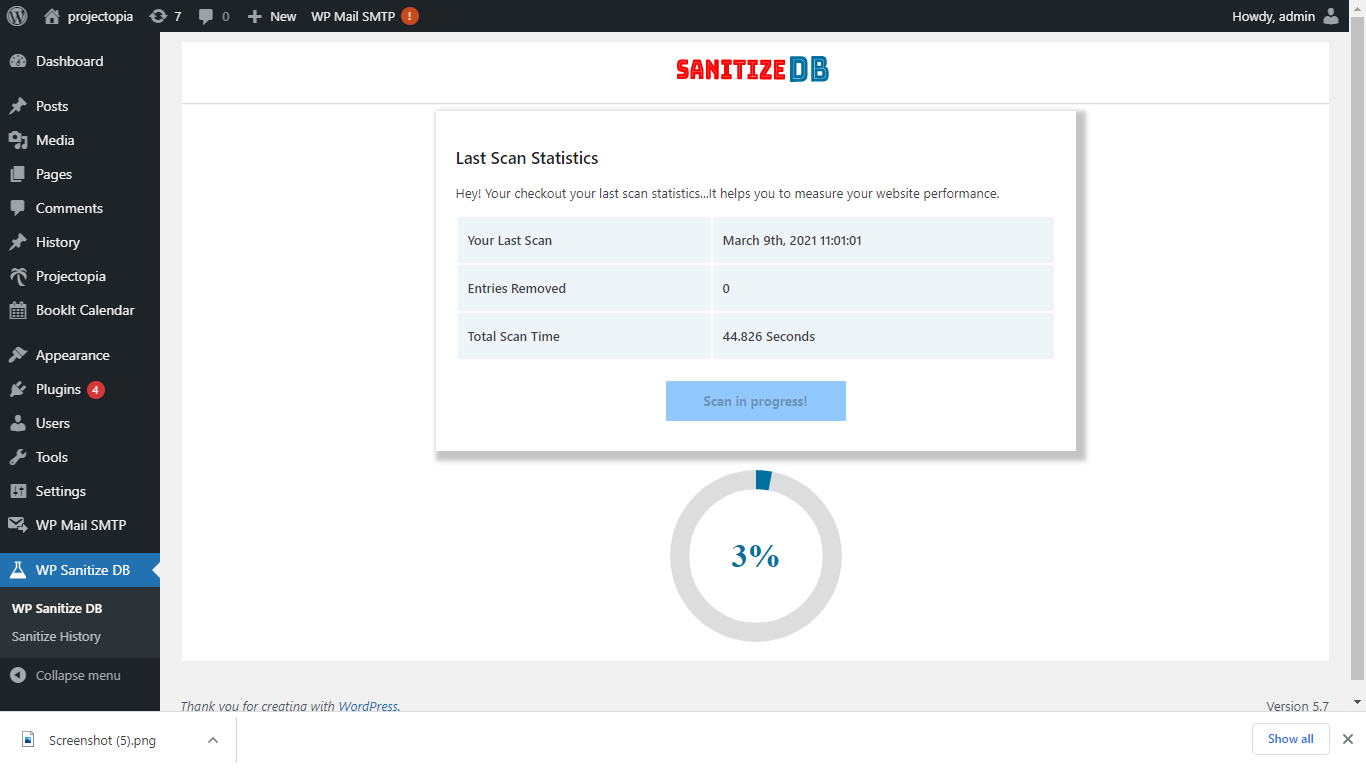 projectopia 7 0 New WP Mail SMTP ! Howdy, admin
Dashboard
Posts
Media
Pages
Comments
History
Projectopia
BookIt Calendar
Appearance
Plugins 4
Users
Tools
Settings
WP Mail SMTP
WP Sanitize DB
WP Sanitize DB
Sanitize History
Collapse menu
SANITIZE DB
Last Scan Statistics
Hey! Your checkout your last scan statistics...It helps you to measure your website performance.
Your Last Scan March 9th, 2021 11:01:01
Entries Removed 0
Total Scan Time 44.826 Seconds
Scan in progress!
3%
Thank you for creating with WordPress. Version 5.7
Screenshot (5).png Show all